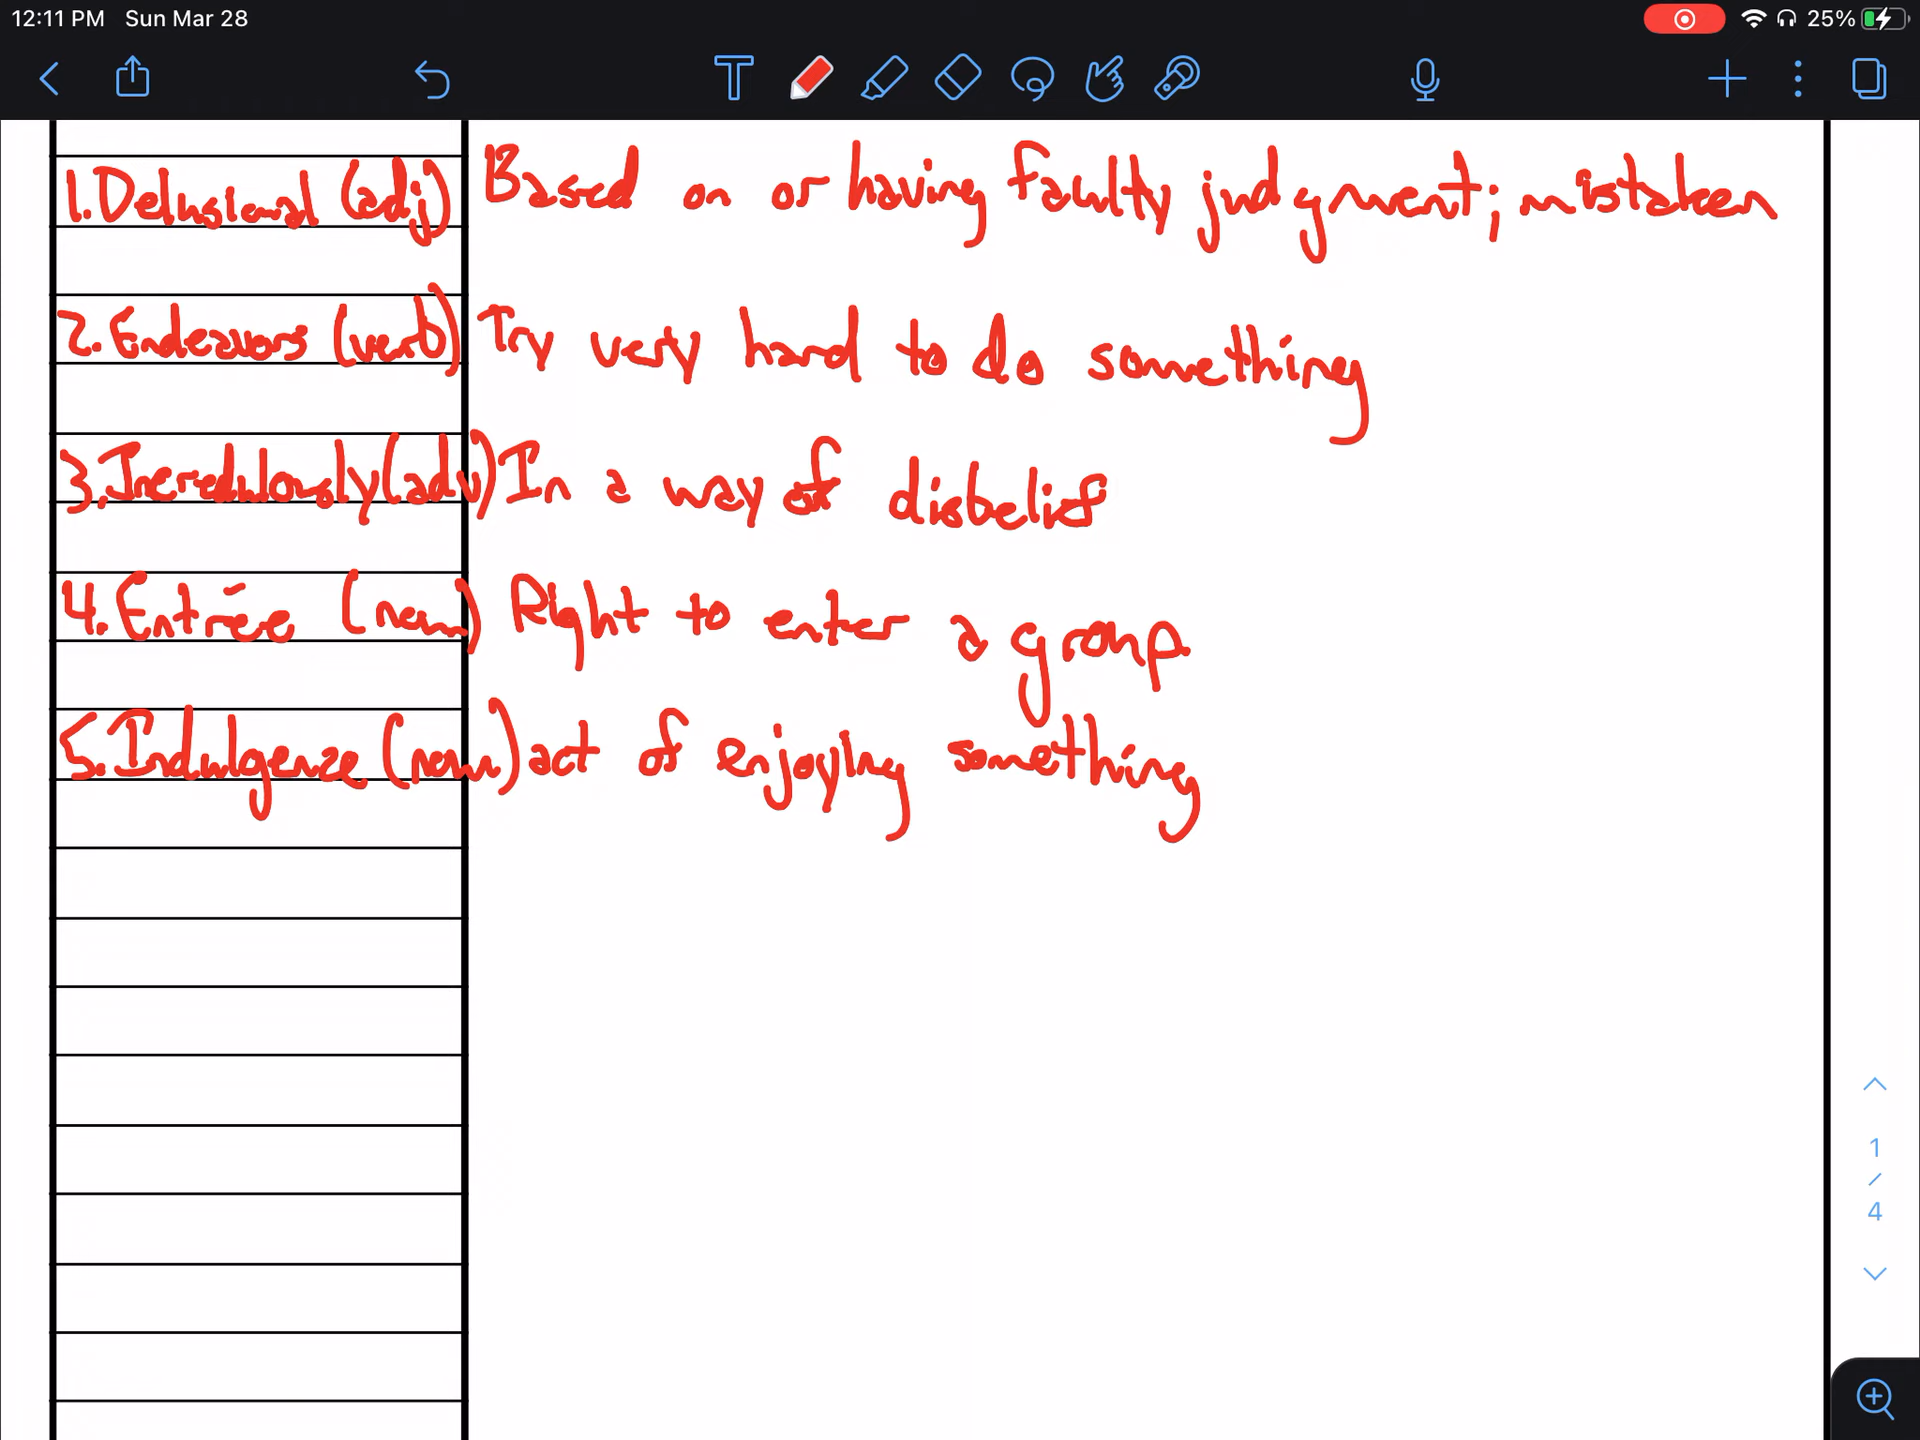 12:11 PM Sun Mar 28 25%
1. Delusional (adj) Based on or having faulty judgment; mistaken
2. Endeavors (verb) Try very hard to do something
3. Incredulously (adv) In a way of disbelief
4. Entrée (noun) Right to enter a group.
5. Indulgence (noun) act of enjoying something
1
/
4